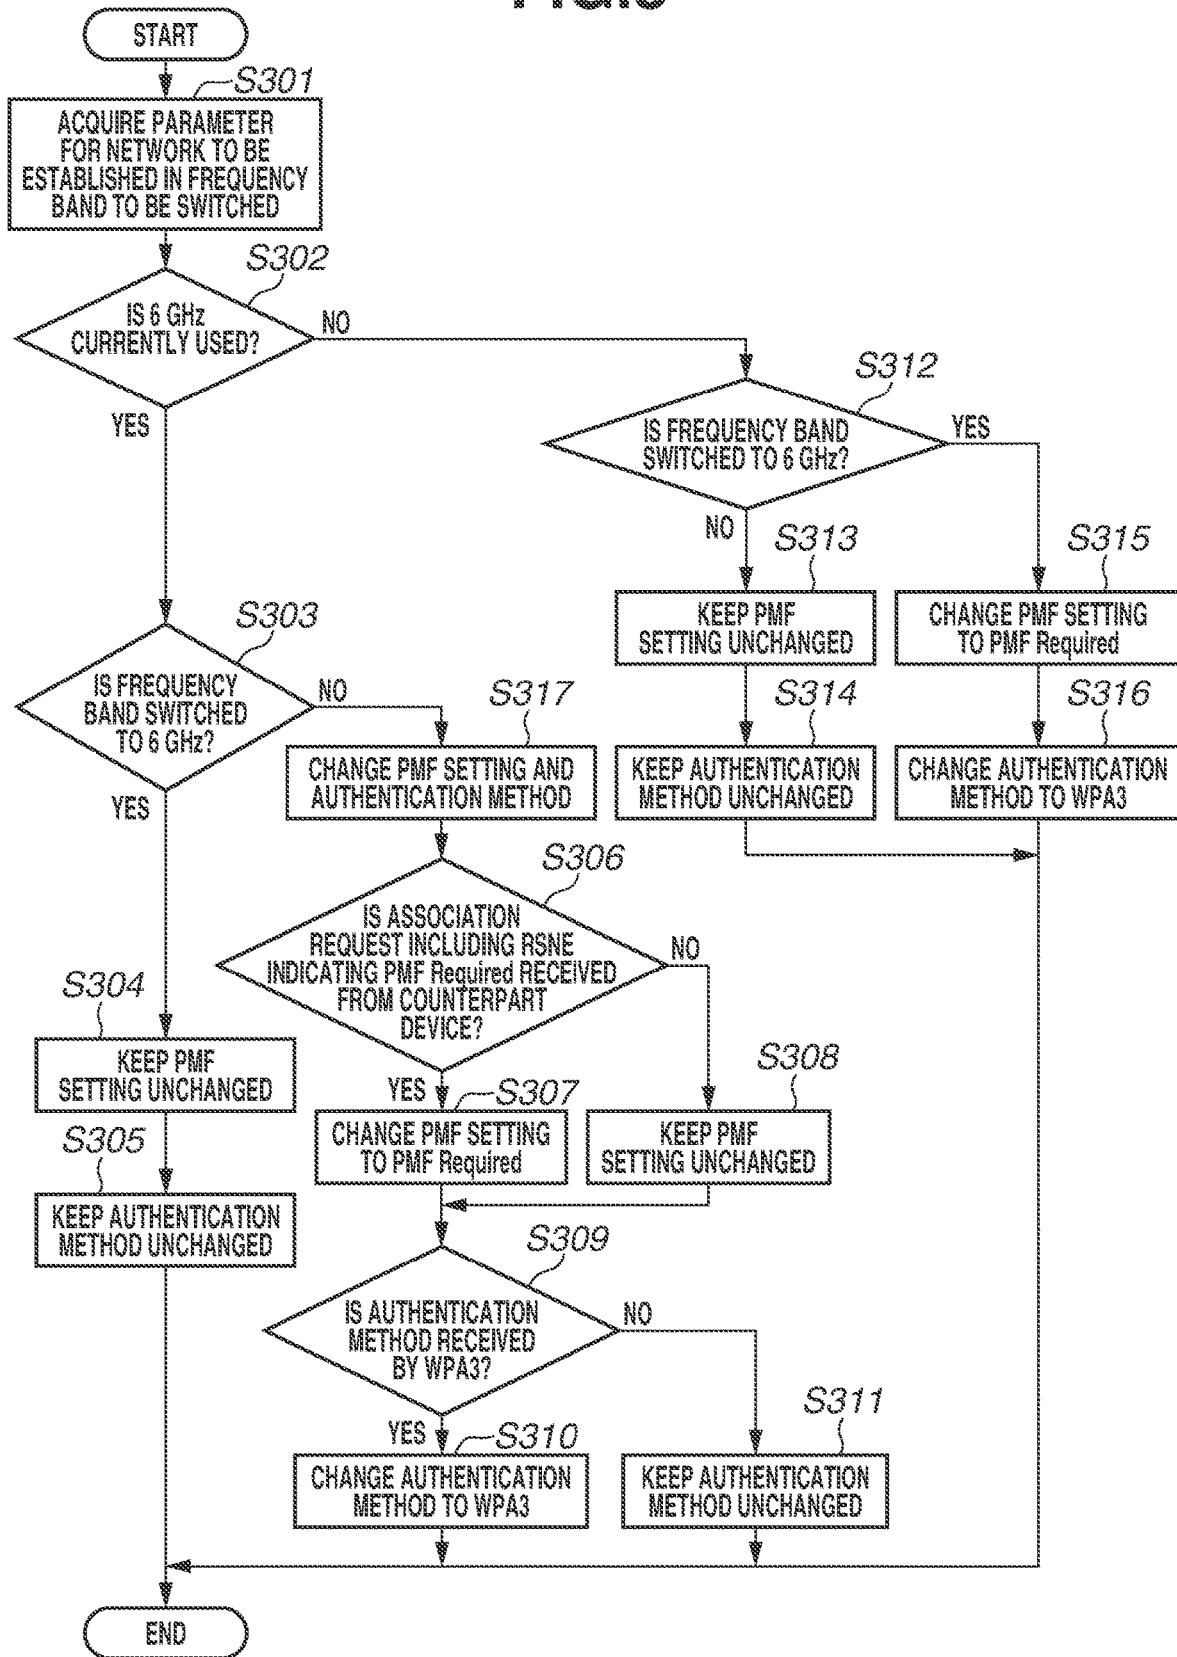 START
S301
ACQUIRE PARAMETER
FOR NETWORK TO BE
ESTABLISHED IN FREQUENCY
BAND TO BE SWITCHED
S302
IS 6 GHz
CURRENTLY USED?
NO
YES
S312
IS FREQUENCY BAND
SWITCHED TO 6 GHz?
YES
NO
S313
KEEP PMF
SETTING UNCHANGED
S315
CHANGE PMF SETTING
TO PMF Required
S303
IS FREQUENCY
BAND SWITCHED
TO 6 GHz?
NO
YES
S317
CHANGE PMF SETTING AND
AUTHENTICATION METHOD
S314
KEEP AUTHENTICATION
METHOD UNCHANGED
S316
CHANGE AUTHENTICATION
METHOD TO WPA3
S306
IS ASSOCIATION
REQUEST INCLUDING RSNE
INDICATING PMF Required RECEIVED
FROM COUNTERPART
DEVICE?
NO
YES
S304
KEEP PMF
SETTING UNCHANGED
S307
CHANGE PMF SETTING
TO PMF Required
S308
KEEP PMF
SETTING UNCHANGED
S305
KEEP AUTHENTICATION
METHOD UNCHANGED
S309
IS AUTHENTICATION
METHOD RECEIVED
BY WPA3?
NO
YES
S310
CHANGE AUTHENTICATION
METHOD TO WPA3
S311
KEEP AUTHENTICATION
METHOD UNCHANGED
END